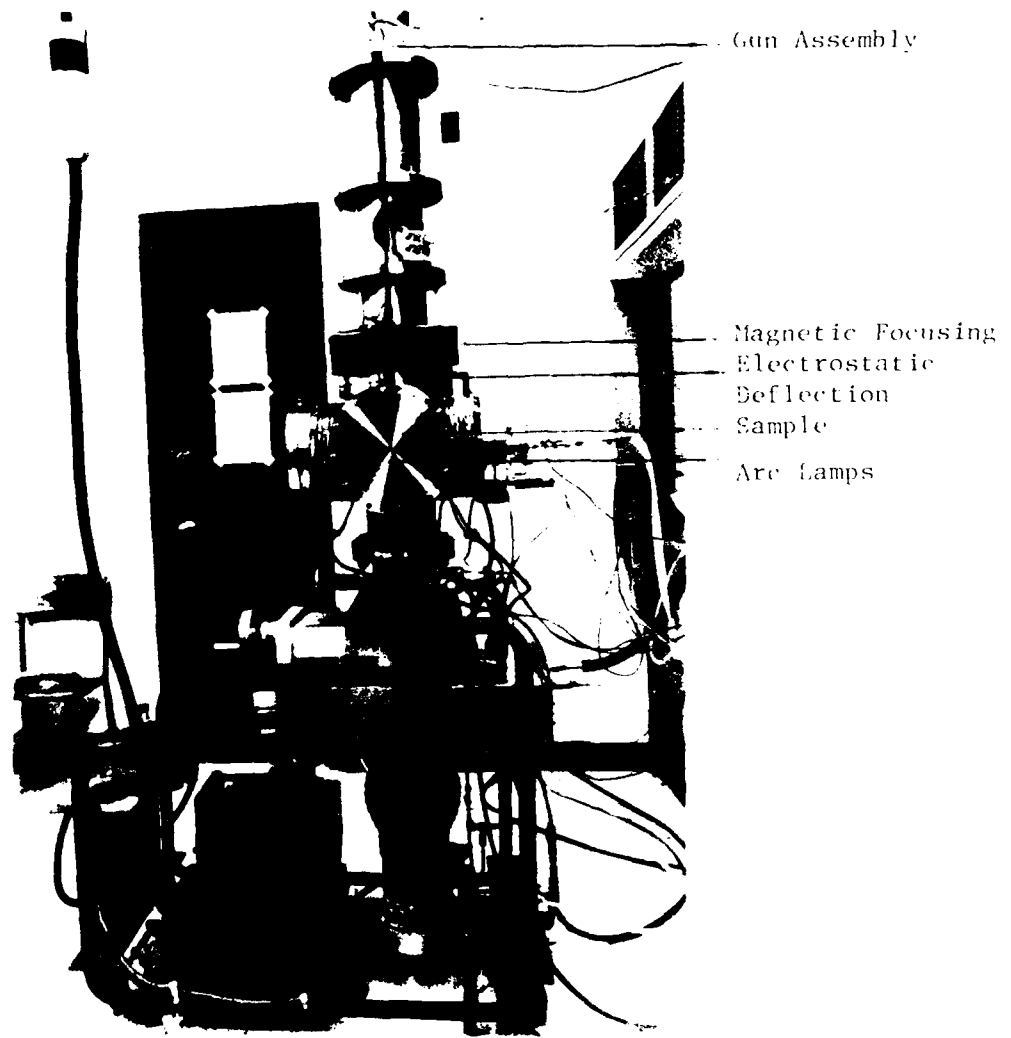 Gun Assembly
Magnetic Focusing
Electrostatic
Deflection
Sample
Arc Lamps